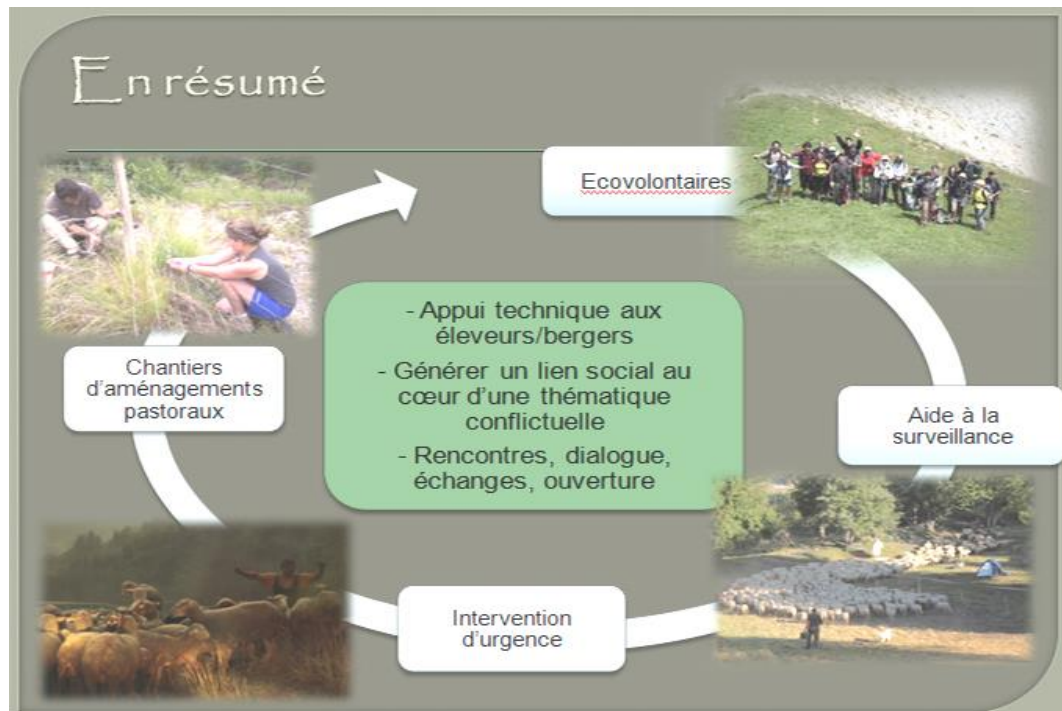 En résumé
Ecovolontaires
Chantiers
d'aménagements
pastoraux
- Appui technique aux
éleveurs/bergers
- Générer un lien social au
cœur d'une thématique
conflictuelle
- Rencontres, dialogue,
échanges, ouverture
Aide à la
surveillance
Intervention
d'urgence